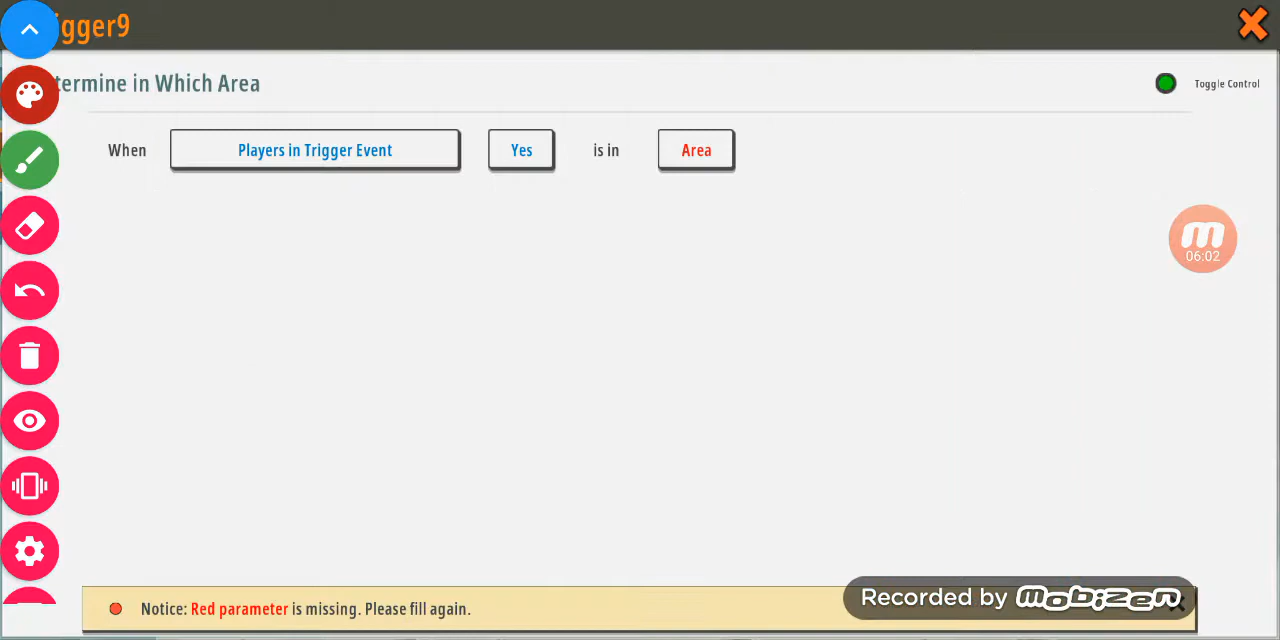 igger9
termine in Which Area
Toggle Control
When Players in Trigger Event Yes is in Area
m
06:02
Notice: Red parameter is missing. Please fill again.
Recorded by mobizen